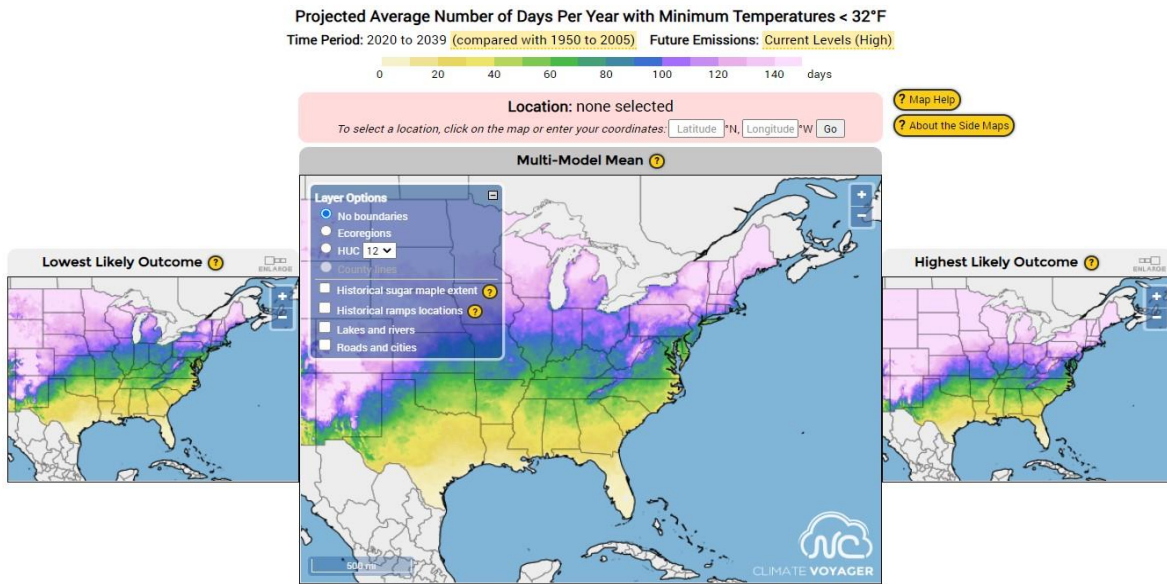 Projected Average Number of Days Per Year with Minimum Temperatures < 32°F
Time Period: 2020 to 2039 (compared with 1950 to 2005) Future Emissions: Current Levels (High)
0 20 40 60 80 100 120 140 days
Location: none selected
To select a location, click on the map or enter your coordinates: Latitude °N, Longitude °W Go
? Map Help
? About the Side Maps
Multi-Model Mean ?
Layer Options
No boundaries
Ecoregions
HUC 12
County lines
Historical sugar maple extent ?
Historical ramps locations ?
Lakes and rivers
Roads and cities
+
−
Lowest Likely Outcome ?
ENLARGE
+
−
Highest Likely Outcome ?
ENLARGE
+
−
500 mi
NC
CLIMATE VOYAGER